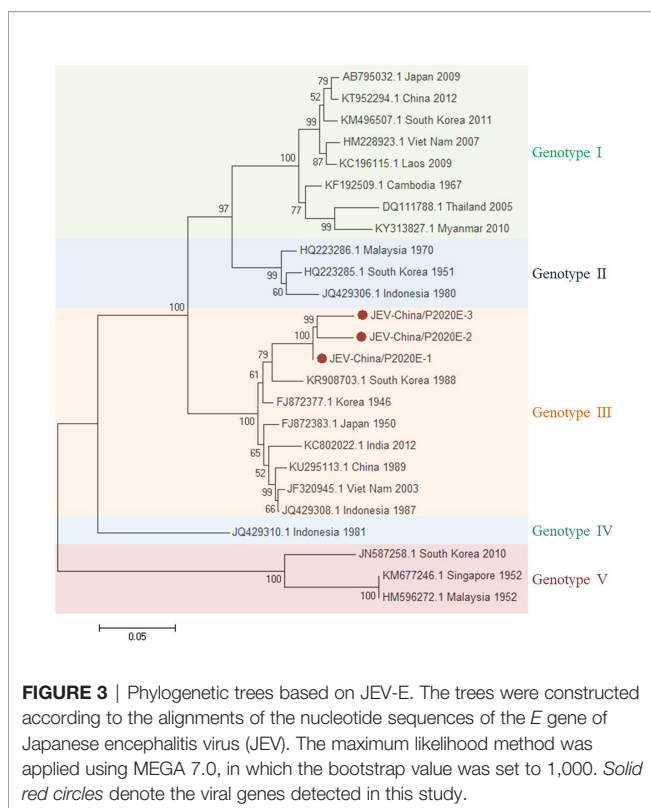 79
AB795032.1 Japan 2009
52
KT952294.1 China 2012
99
KM496507.1 South Korea 2011
HM228923.1 Viet Nam 2007
Genotype I
100
87
KC196115.1 Laos 2009
KF192509.1 Cambodia 1967
77
DQ111788.1 Thailand 2005
97
99
KY313827.1 Myanmar 2010
HQ223286.1 Malaysia 1970
99
HQ223285.1 South Korea 1951
Genotype II
60
JQ429306.1 Indonesia 1980
100
99
JEV-China/P2020E-3
100
JEV-China/P2020E-2
79
JEV-China/P2020E-1
61
KR908703.1 South Korea 1988
FJ872377.1 Korea 1946
Genotype III
100
FJ872383.1 Japan 1950
65
KC802022.1 India 2012
52
KU295113.1 China 1989
99
JF320945.1 Viet Nam 2003
66
JQ429308.1 Indonesia 1987
JQ429310.1 Indonesia 1981
Genotype IV
JN587258.1 South Korea 2010
100
KM677246.1 Singapore 1952
Genotype V
100
HM596272.1 Malaysia 1952
0.05
FIGURE 3 | Phylogenetic trees based on JEV-E. The trees were constructed
according to the alignments of the nucleotide sequences of the E gene of
Japanese encephalitis virus (JEV). The maximum likelihood method was
applied using MEGA 7.0, in which the bootstrap value was set to 1,000. Solid
red circles denote the viral genes detected in this study.